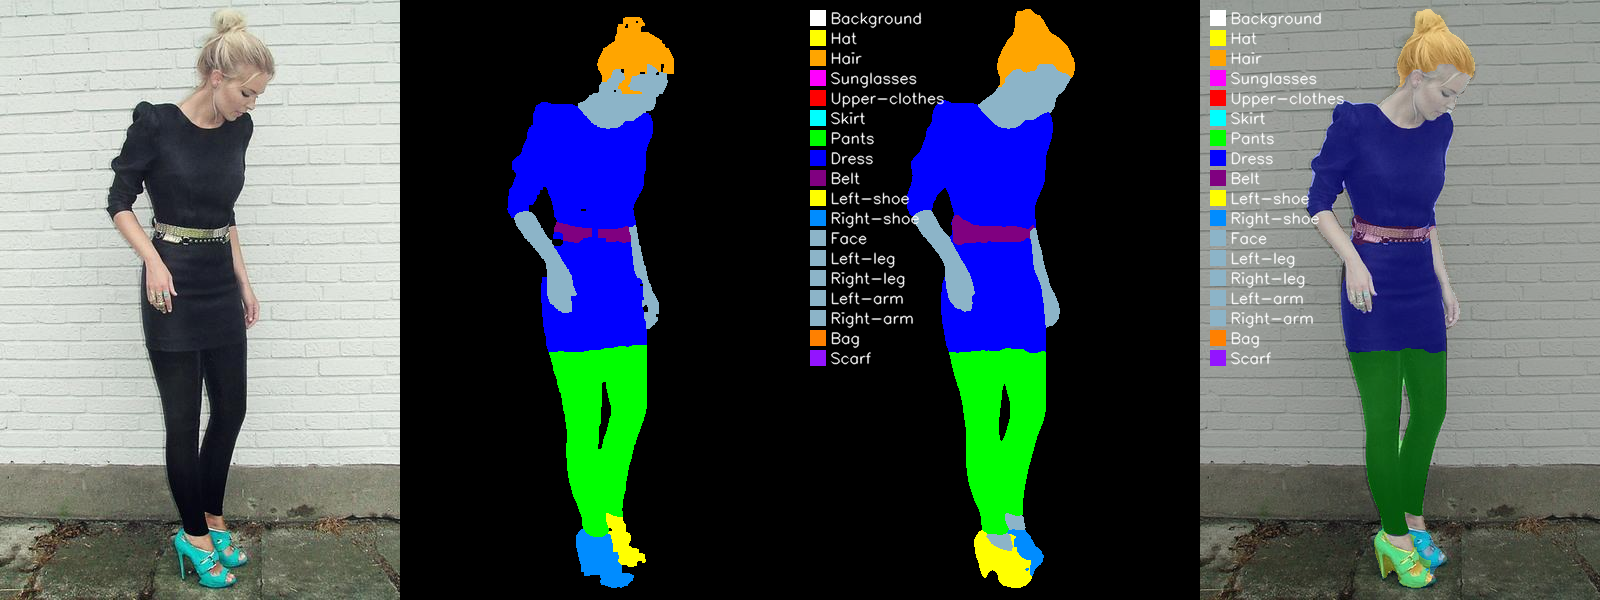 Background
Hat
Hair
Sunglasses
Upper-clothes
Skirt
Pants
Dress
Belt
Left-shoe
Right-shoe
Face
Left-leg
Right-leg
Left-arm
Right-arm
Bag
Scarf
Background
Hat
Hair
Sunglasses
Upper-clothes
Skirt
Pants
Dress
Belt
Left-shoe
Right-shoe
Face
Left-leg
Right-leg
Left-arm
Right-arm
Bag
Scarf